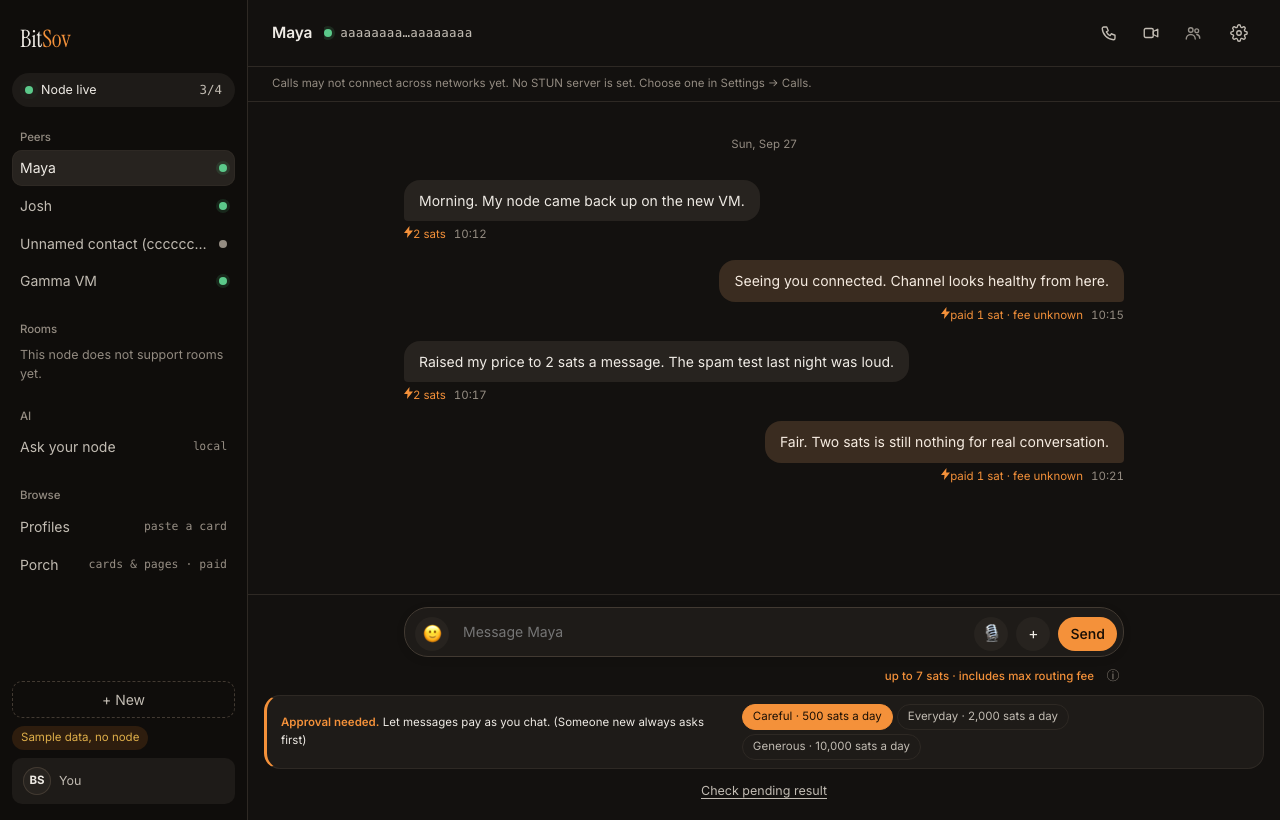 BitSov
Node live 3/4
Peers
Maya
Josh
Unnamed contact (cccccc...
Gamma VM
Rooms
This node does not support rooms
yet.
AI
Ask your node local
Browse
Profiles paste a card
Porch cards & pages · paid
+ New
Sample data, no node
BS You
Maya aaaaaaaa…aaaaaaaa
Calls may not connect across networks yet. No STUN server is set. Choose one in Settings → Calls.
Sun, Sep 27
Morning. My node came back up on the new VM.
2 sats 10:12
Seeing you connected. Channel looks healthy from here.
paid 1 sat · fee unknown 10:15
Raised my price to 2 sats a message. The spam test last night was loud.
2 sats 10:17
Fair. Two sats is still nothing for real conversation.
paid 1 sat · fee unknown 10:21
Message Maya + Send
up to 7 sats · includes max routing fee ⓘ
Approval needed. Let messages pay as you chat. (Someone new always asks
first)
Careful · 500 sats a day Everyday · 2,000 sats a day
Generous · 10,000 sats a day
Check pending result